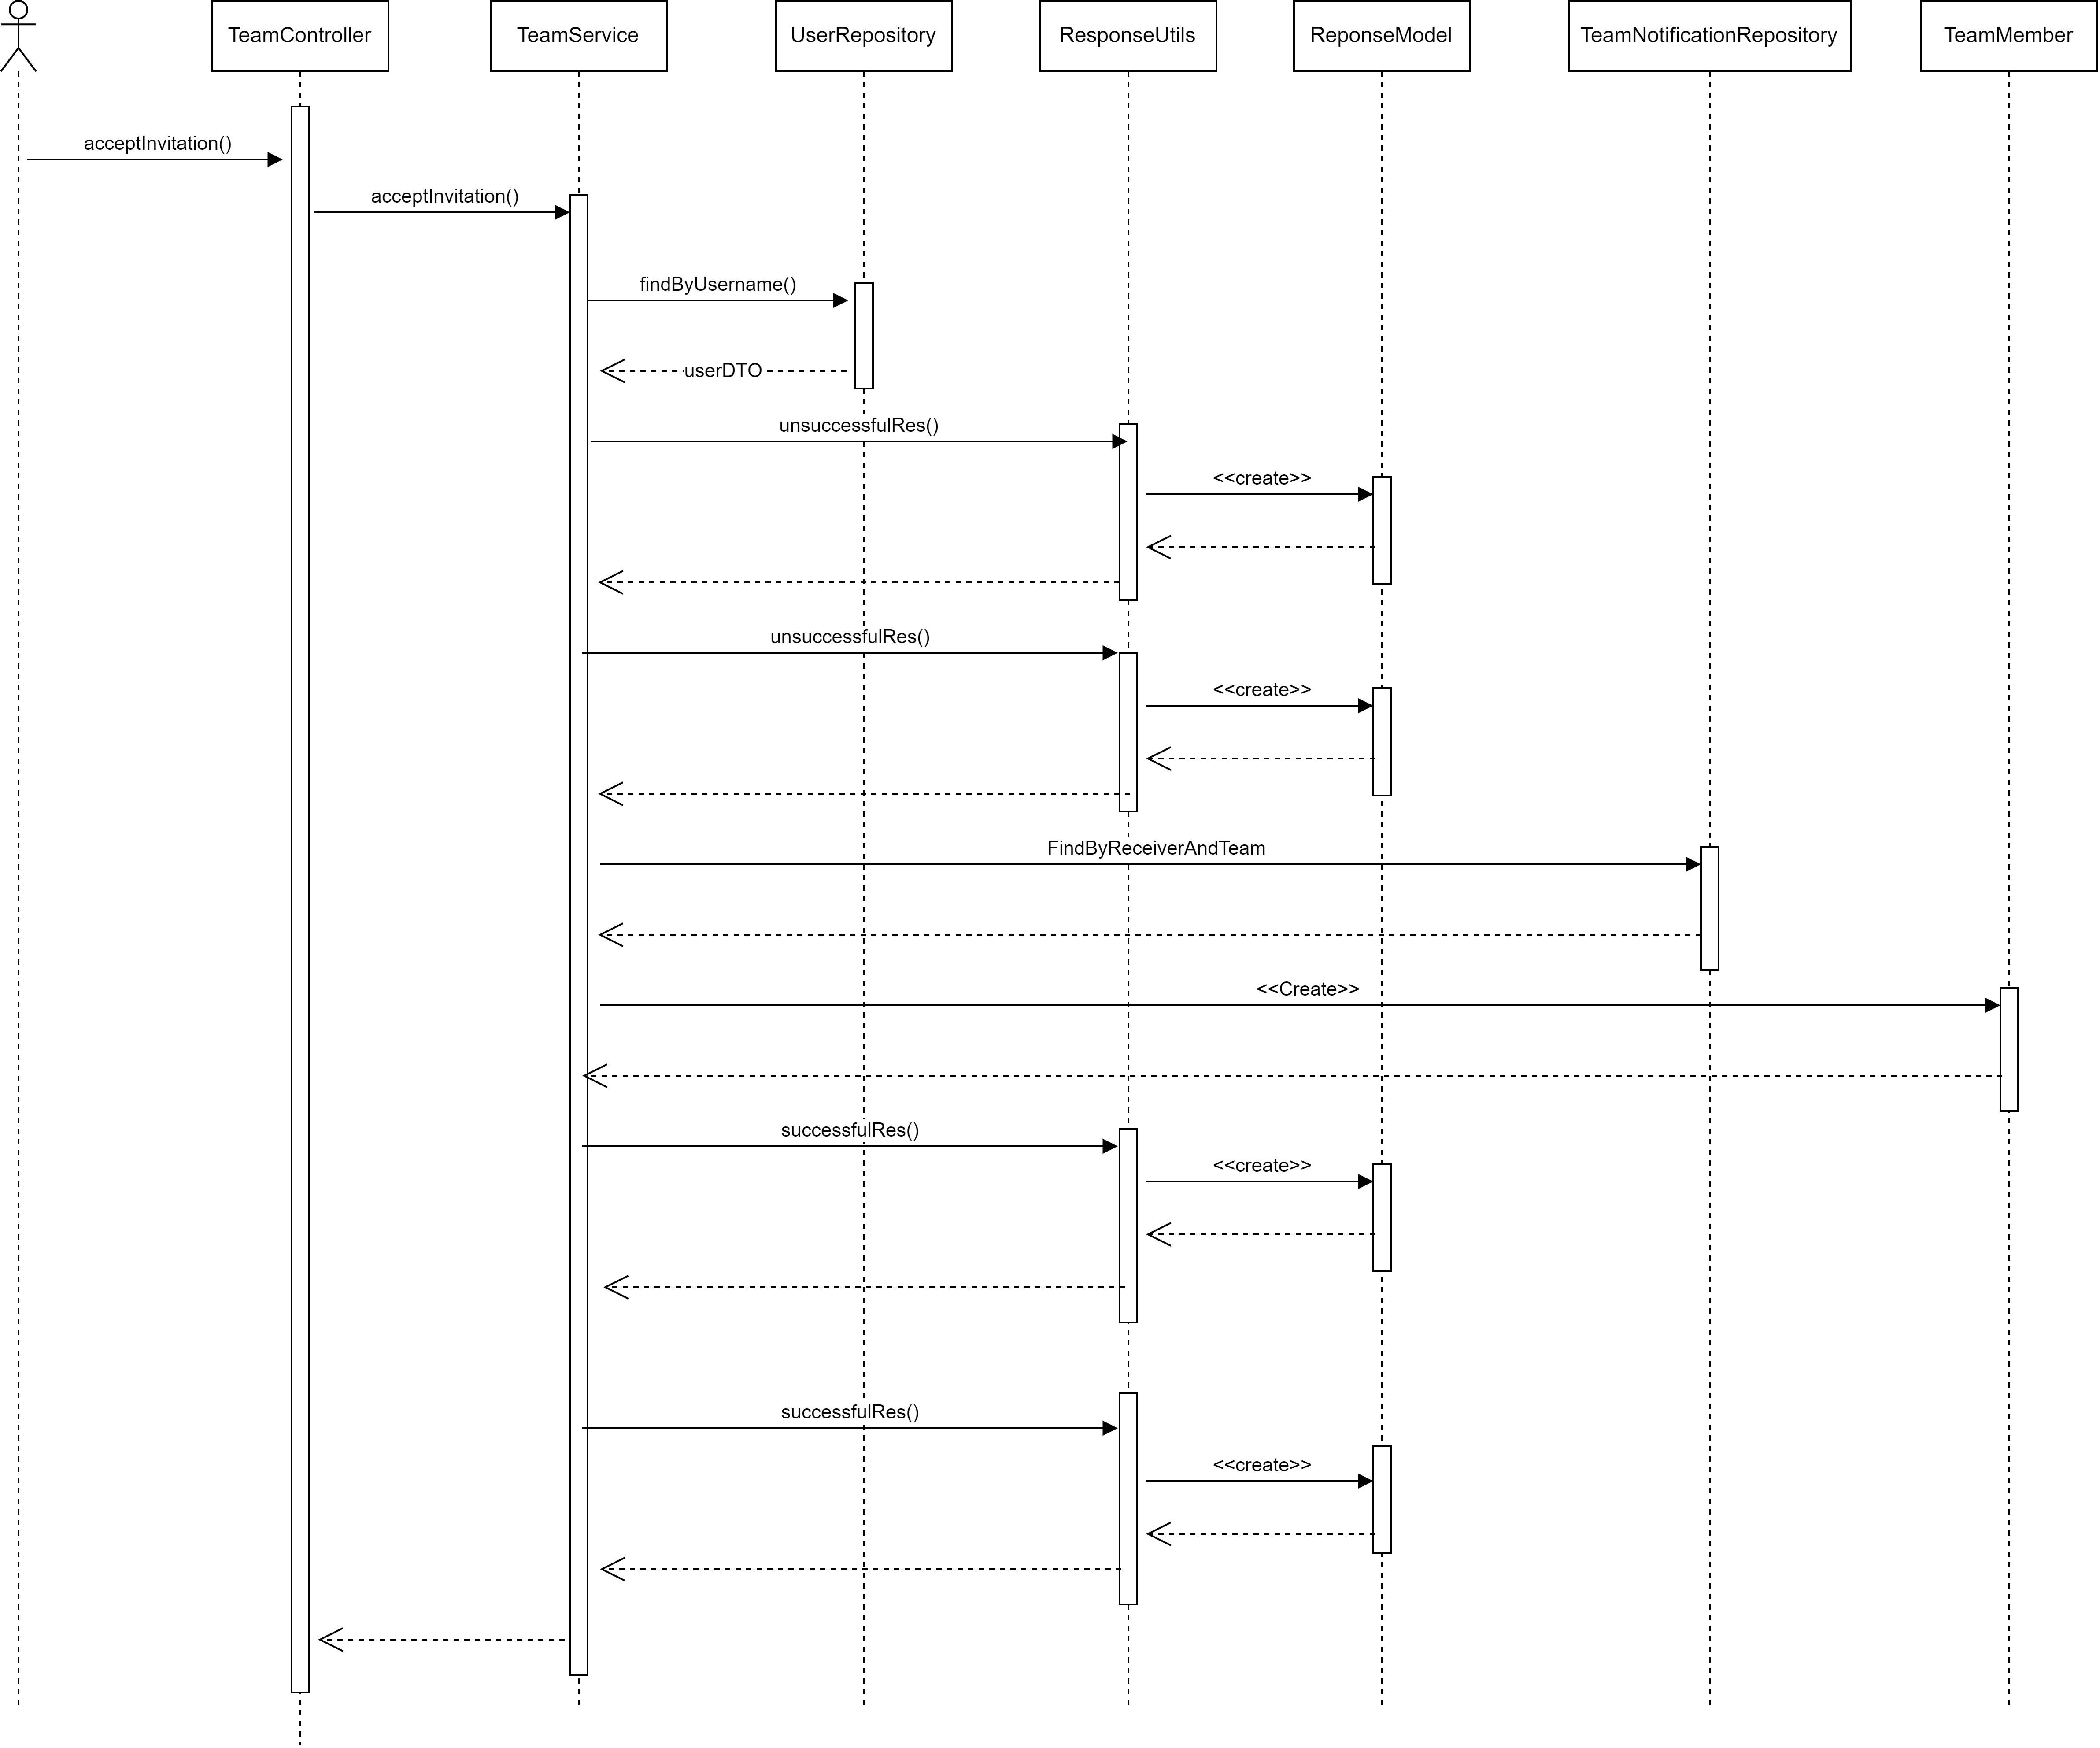 TeamController
TeamService
UserRepository
ResponseUtils
ReponseModel
TeamNotificationRepository
TeamMember
acceptInvitation()
acceptInvitation()
findByUsername()
userDTO
unsuccessfulRes()
<<create>>
unsuccessfulRes()
<<create>>
FindByReceiverAndTeam
<<Create>>
successfulRes()
<<create>>
successfulRes()
<<create>>